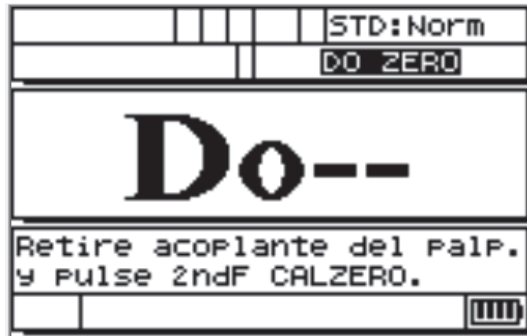 STD:Norm
DO ZERO
Do--
Retire acoplante del palp.
y pulse 2ndF CALZERO.